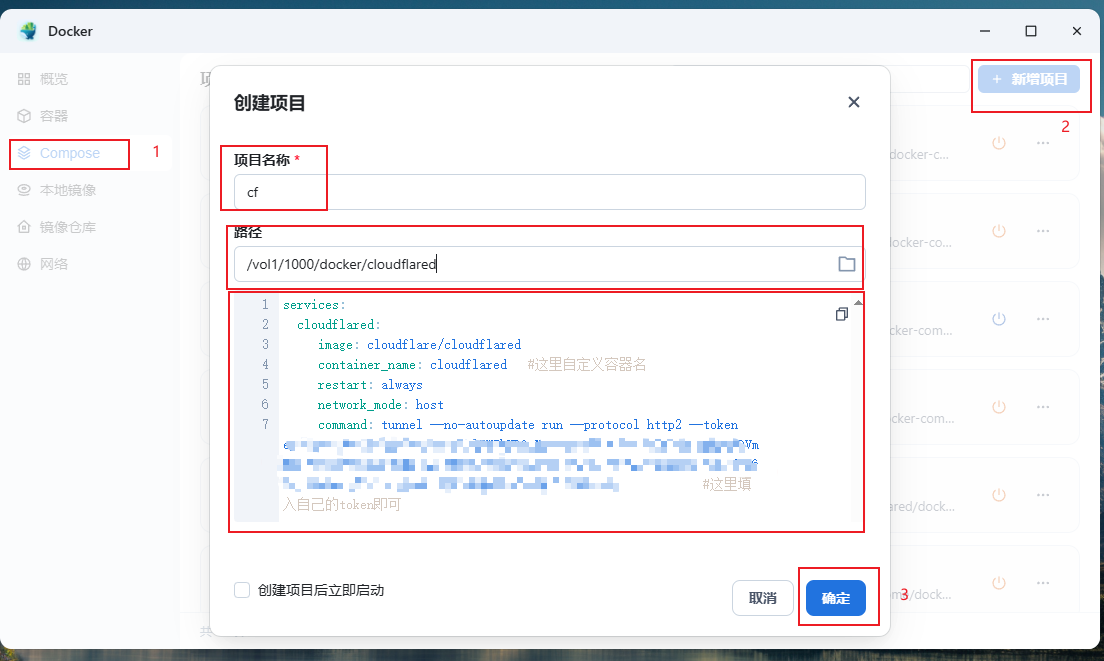 Docker
概览
容器
Compose
1
本地镜像
镜像仓库
网络
新增项目
2
创建项目
项目名称 *
cf
路径
/vol1/1000/docker/cloudflared
1 services:
2 cloudflared:
3 image: cloudflare/cloudflared
4 container_name: cloudflared #这里自定义容器名
5 restart: always
6 network_mode: host
7 command: tunnel --no-autoupdate run --protocol http2 --token
#这里填
入自己的token即可
创建项目后立即启动
取消
确定
3
docker-c...
locker-co...
cker-com...
cker-com...
ared/dock...
/dock...
共